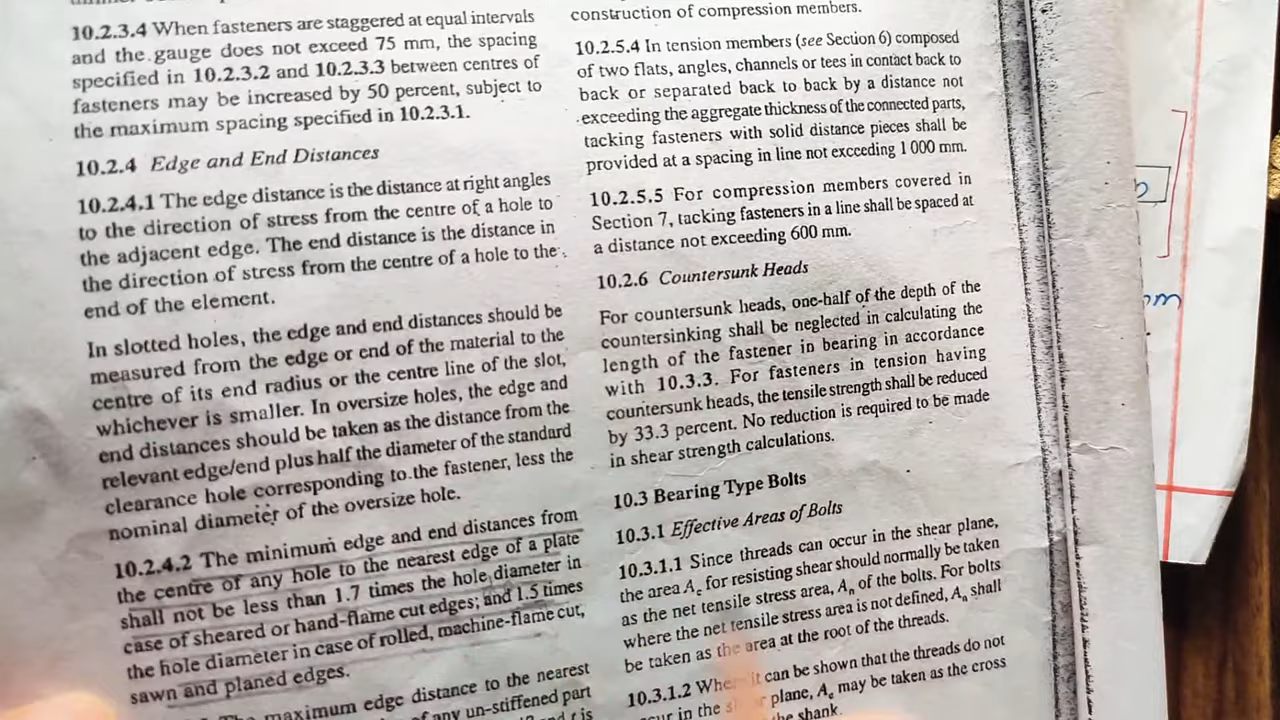 10.2.3.4 When fasteners are staggered at equal intervals
and the gauge does not exceed 75 mm, the spacing
specified in 10.2.3.2 and 10.2.3.3 between centres of
fasteners may be increased by 50 percent, subject to
the maximum spacing specified in 10.2.3.1.
10.2.4 Edge and End Distances
10.2.4.1 The edge distance is the distance at right angles
to the direction of stress from the centre of a hole to
the adjacent edge. The end distance is the distance in
the direction of stress from the centre of a hole to the
end of the element.
In slotted holes, the edge and end distances should be
measured from the edge or end of the material to the
centre of its end radius or the centre line of the slot,
whichever is smaller. In oversize holes, the edge and
end distances should be taken as the distance from the
relevant edge/end plus half the diameter of the standard
clearance hole corresponding to the fastener, less the
nominal diameter of the oversize hole.
10.2.4.2 The minimum edge and end distances from
the centre of any hole to the nearest edge of a plate
shall not be less than 1.7 times the hole diameter in
case of sheared or hand-flame cut edges; and 1.5 times
the hole diameter in case of rolled, machine-flame cut,
sawn and planed edges.
maximum edge distance to the nearest
of any un-stiffened part
and t is
construction of compression members.
10.2.5.4 In tension members (see Section 6) composed
of two flats, angles, channels or tees in contact back to
back or separated back to back by a distance not
exceeding the aggregate thickness of the connected parts,
tacking fasteners with solid distance pieces shall be
provided at a spacing in line not exceeding 1 000 mm.
10.2.5.5 For compression members covered in
Section 7, tacking fasteners in a line shall be spaced at
a distance not exceeding 600 mm.
10.2.6 Countersunk Heads
For countersunk heads, one-half of the depth of the
countersinking shall be neglected in calculating the
length of the fastener in bearing in accordance
with 10.3.3. For fasteners in tension having
countersunk heads, the tensile strength shall be reduced
by 33.3 percent. No reduction is required to be made
in shear strength calculations.
10.3 Bearing Type Bolts
10.3.1 Effective Areas of Bolts
10.3.1.1 Since threads can occur in the shear plane,
the area Ae for resisting shear should normally be taken
as the net tensile stress area, An of the bolts. For bolts
where the net tensile stress area is not defined, An shall
be taken as the area at the root of the threads.
10.3.1.2 it can be shown that the threads do not
in the plane, Ae may be taken as the cross
the shank.